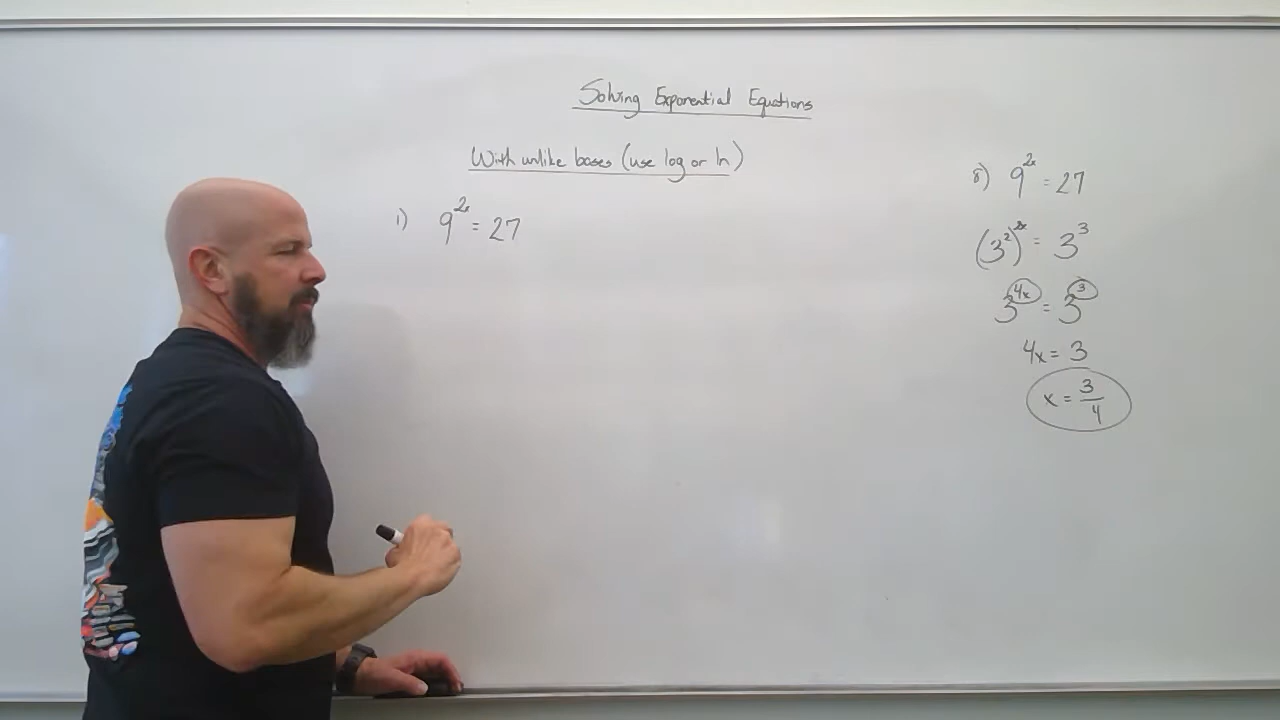 Solving Exponential Equations
With unlike bases (use log or ln)
1) 9^2x = 27
8) 9^2x = 27
(3^2)^2x = 3^3
3^4x = 3^3
4x = 3
x = 3/4